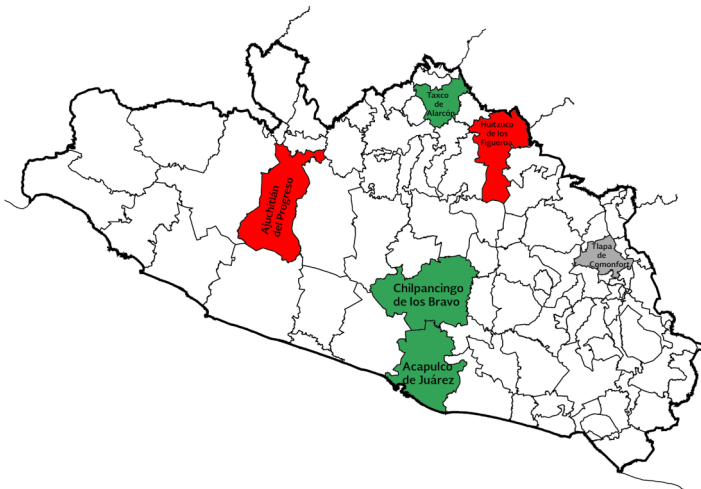 Taxco
de
Alarcón
Huitzuco
de los
Figueroa
Ajuchitlán
del Progreso
Tlapa
de
Comonfort
Chilpancingo
de los Bravo
Acapulco
de Juárez